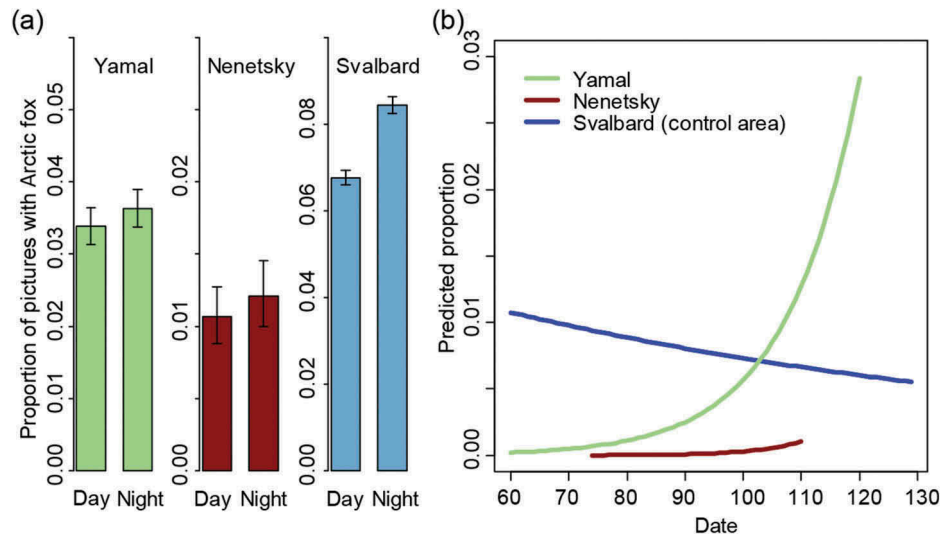 (a)
Proportion of pictures with Arctic fox
Yamal
0.00 0.01 0.02 0.03 0.04 0.05
Day Night
Nenetsky
0.00 0.01 0.02
Day Night
Svalbard
0.00 0.02 0.04 0.06 0.08
Day Night
(b)
Predicted proportion
0.00 0.01 0.02 0.03
Yamal
Nenetsky
Svalbard (control area)
60 70 80 90 100 110 120 130
Date